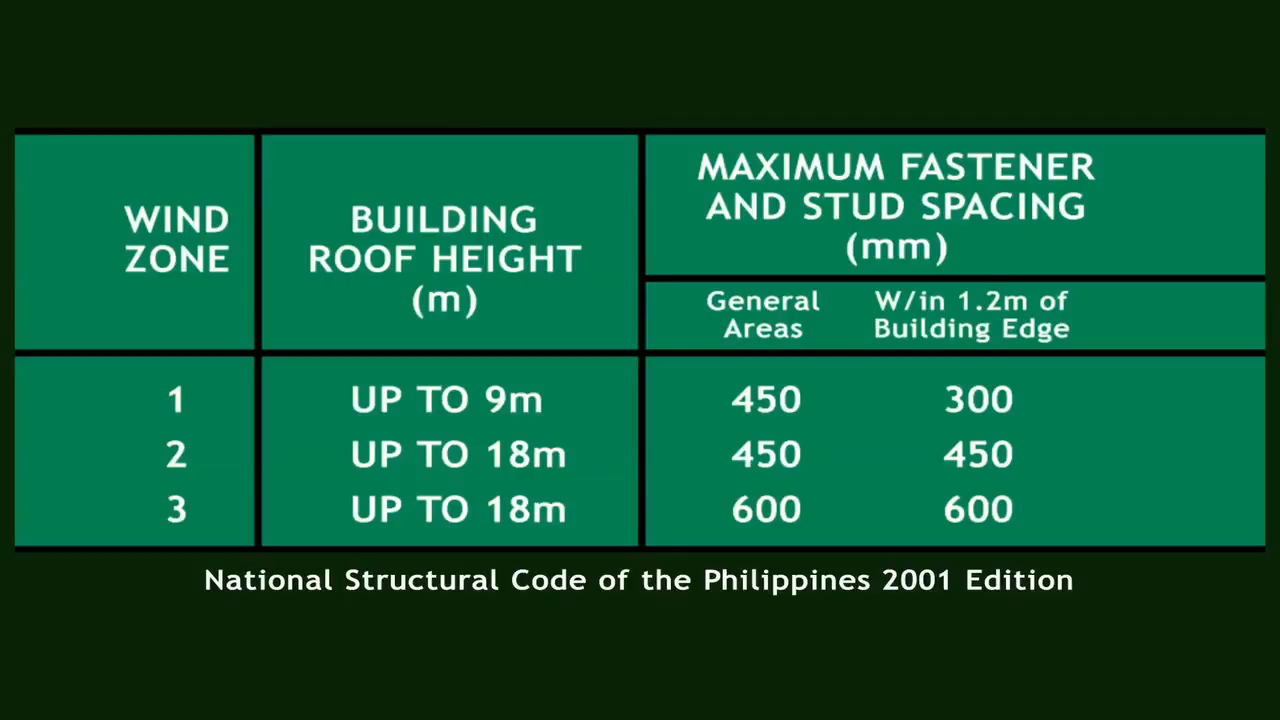 WIND
ZONE
BUILDING
ROOF HEIGHT
(m)
MAXIMUM FASTENER
AND STUD SPACING
(mm)
General
Areas
W/in 1.2m of
Building Edge
1 UP TO 9m 450 300
2 UP TO 18m 450 450
3 UP TO 18m 600 600
National Structural Code of the Philippines 2001 Edition